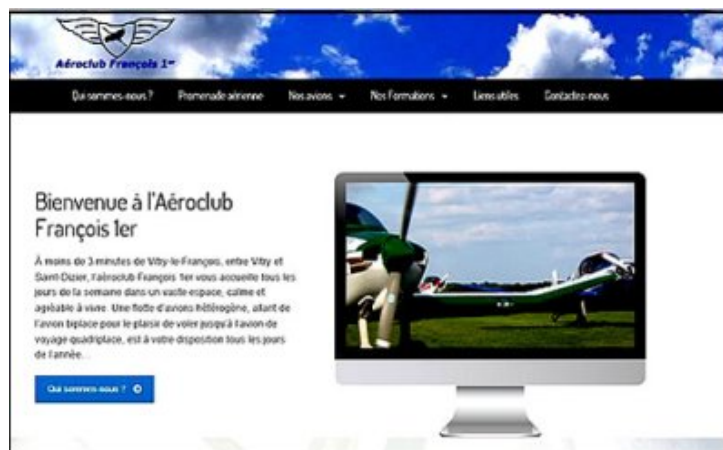 Aéroclub François 1er
Qui sommes-nous ?
Promenade aérienne
Nos avions
Nos Formations
Liens utiles
Contactez-nous
Bienvenue à l'Aéroclub
François 1er
À moins de 3 minutes de Vitry-le-François, entre Vitry et
Saint-Dizier, l'aéroclub François 1er vous accueille tous les
jours de la semaine dans un vaste espace, calme et
agréable à vivre. Une flotte d'avions hétérogène, allant de
l'avion biplace pour le plaisir de voler jusqu'à l'avion de
voyage quadriplace, est à votre disposition tous les jours
de l'année...
Qui sommes-nous ?